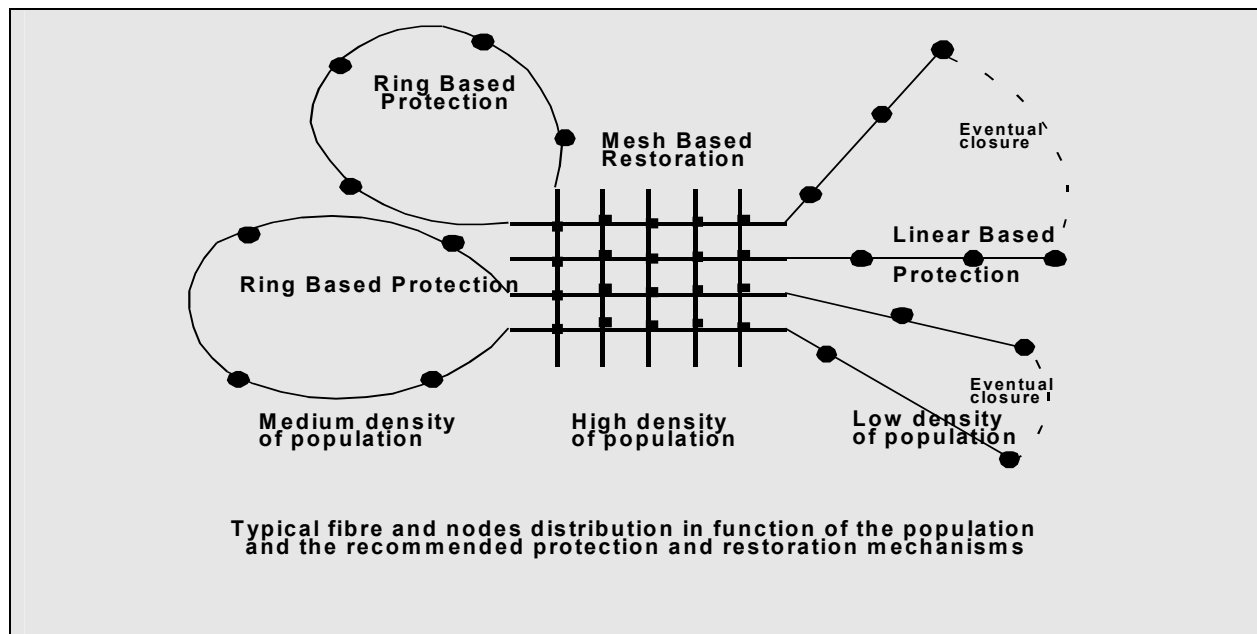 Ring Based
Protection
Mesh Based
Restoration
Eventual
closure
Linear Based
Protection
Ring Based Protection
Eventual
closure
Medium density
of population
High density
of population
Low density
of population
Typical fibre and nodes distribution in function of the population
and the recommended protection and restoration mechanisms